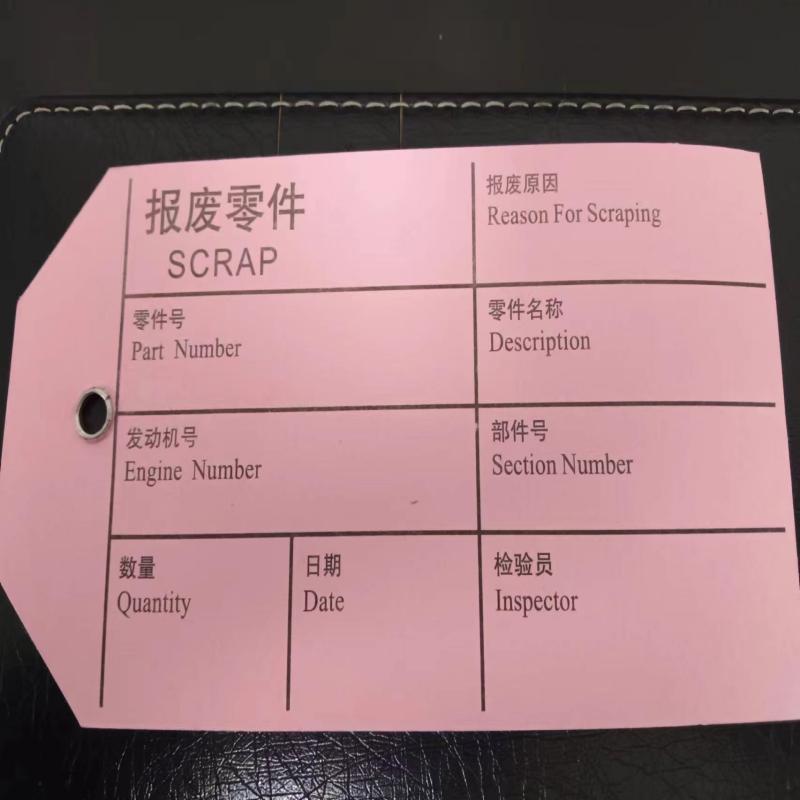 报废零件
SCRAP
报废原因
Reason For Scraping
零件号
Part Number
零件名称
Description
发动机号
Engine Number
部件号
Section Number
数量
Quantity
日期
Date
检验员
Inspector